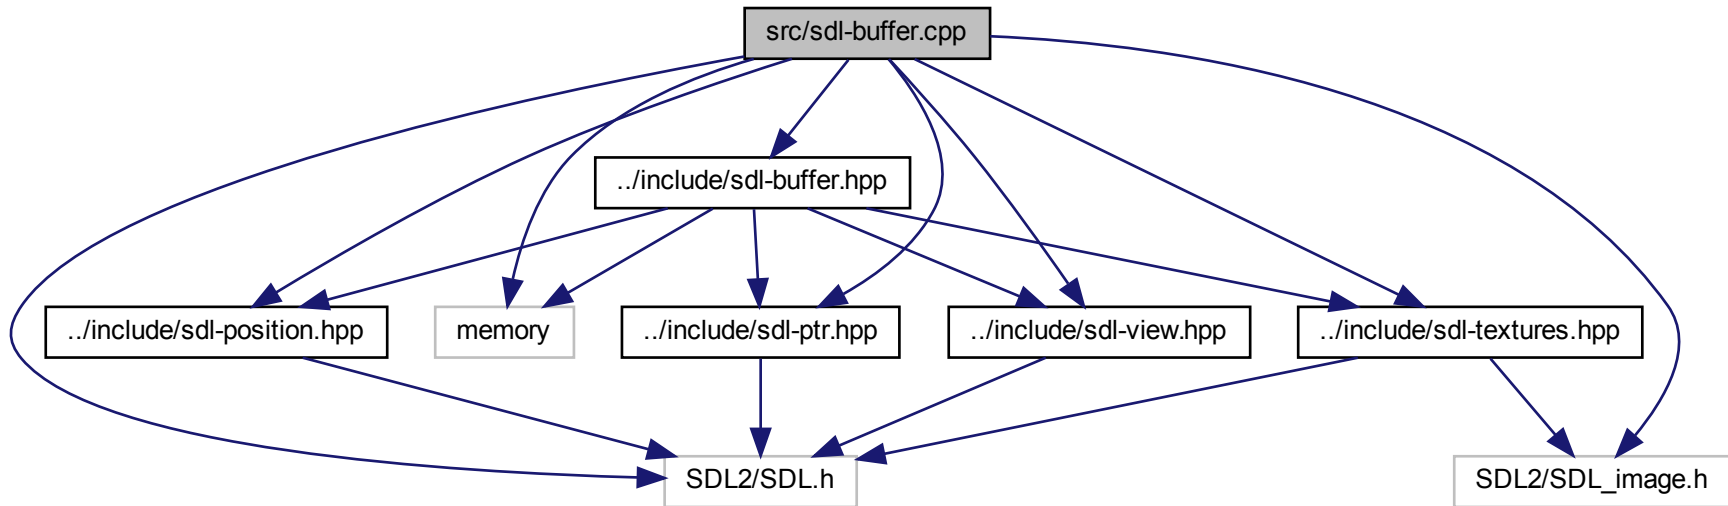 src/sdl-buffer.cpp
../include/sdl-buffer.hpp
../include/sdl-position.hpp
memory
../include/sdl-ptr.hpp
../include/sdl-view.hpp
../include/sdl-textures.hpp
SDL2/SDL.h
SDL2/SDL_image.h